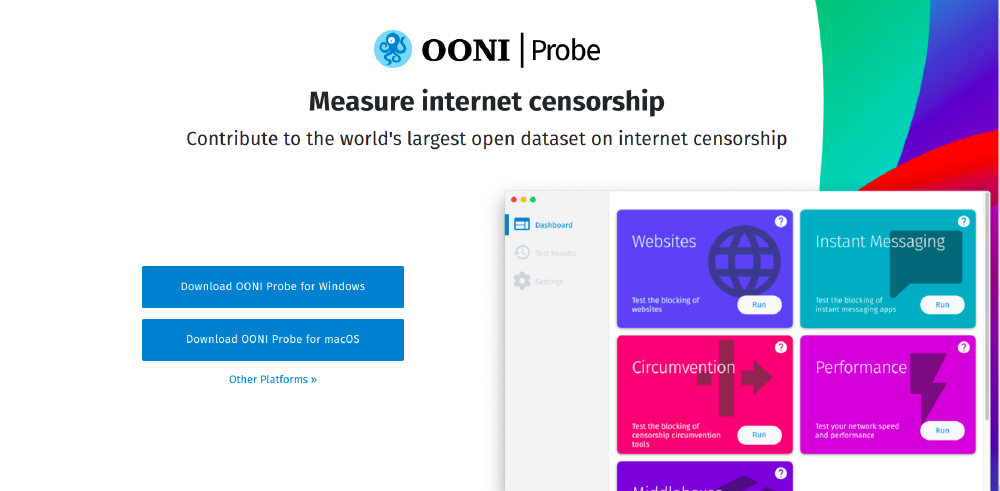 OONI | Probe
Measure internet censorship
Contribute to the world's largest open dataset on internet censorship
Download OONI Probe for Windows
Download OONI Probe for macOS
Other Platforms »
Dashboard
Test Results
Settings
?
Websites
Test the blocking of
websites
Run
?
Instant Messaging
Test the blocking of
instant messaging apps
Run
?
Circumvention
Test the blocking of
censorship circumvention
tools
Run
?
Performance
Test your network speed
and performance
Run
?